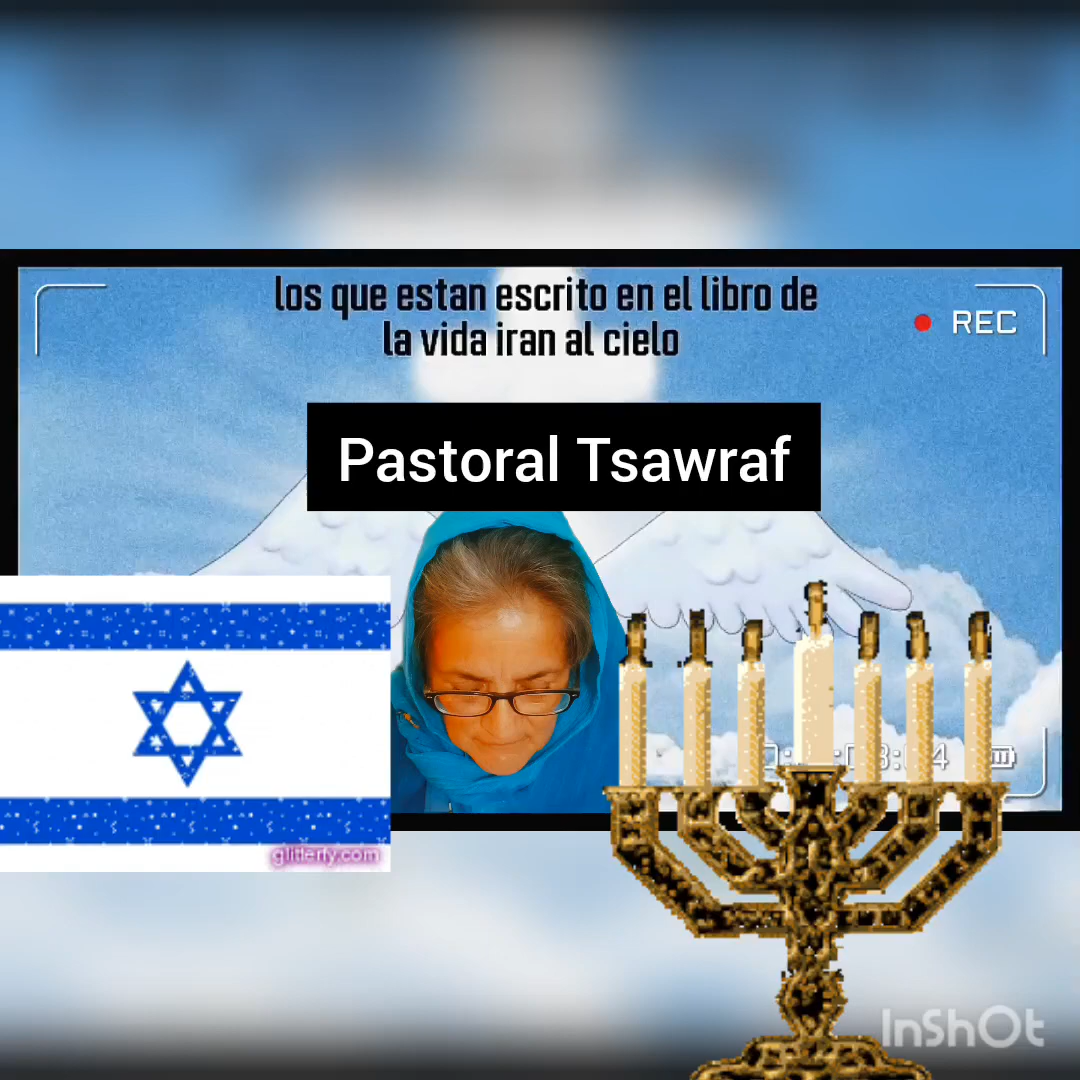 los que estan escrito en el libro de
la vida iran al cielo
REC
Pastoral Tsawraf
glitterfy.com
InShOt